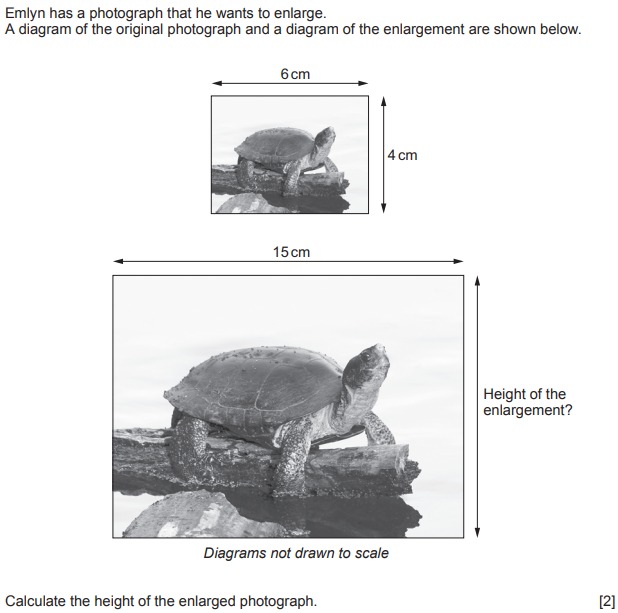 Emlyn has a photograph that he wants to enlarge.
A diagram of the original photograph and a diagram of the enlargement are shown below.
6 cm
4 cm
15 cm
Height of the
enlargement?
Diagrams not drawn to scale
Calculate the height of the enlarged photograph. [2]